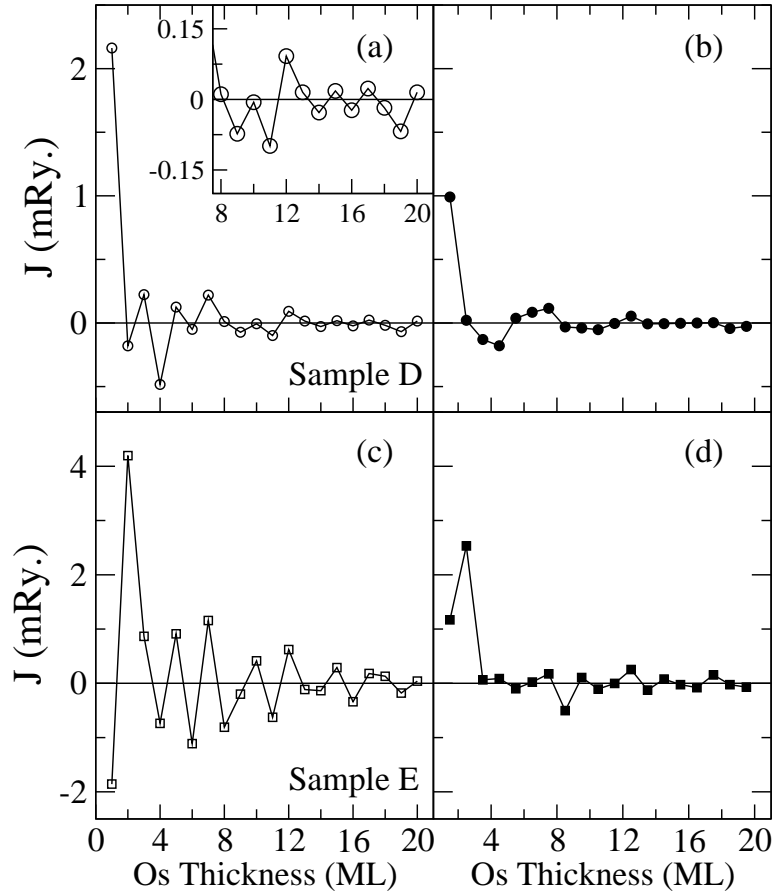 (a)
0.15
0
-0.15
8 12 16 20
(b)
J (mRy.)
2
1
0
Sample D
(c)
(d)
J (mRy.)
4
2
0
-2
Sample E
0 4 8 12 16 20
4 8 12 16 20
Os Thickness (ML)
Os Thickness (ML)